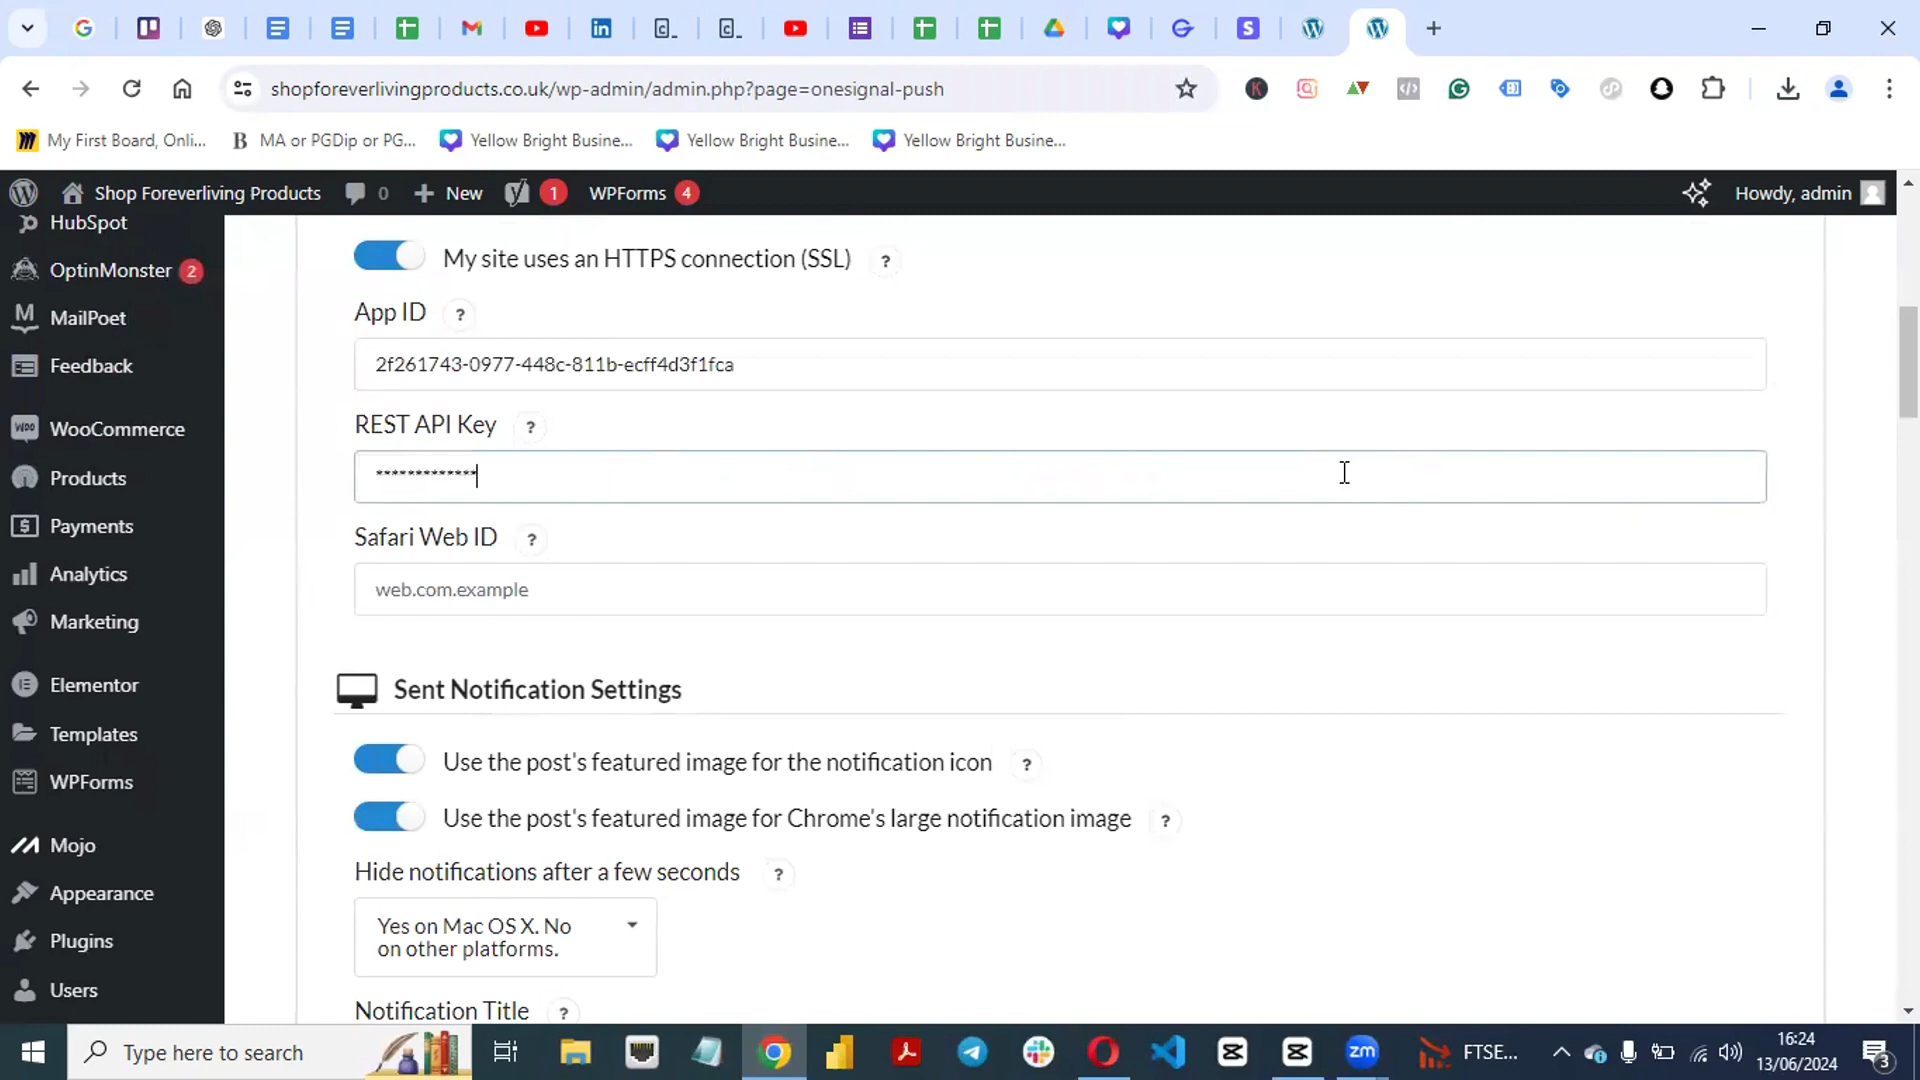 shopforeverlivingproducts.co.uk/wp-admin/admin.php?page=onesignal-push
My First Board, Onli...
MA or PGDip or PG...
Yellow Bright Busine...
Yellow Bright Busine...
Yellow Bright Busine...
Shop Foreverliving Products
0
New
1
WPForms 4
Howdy, admin
HubSpot
OptinMonster 2
MailPoet
Feedback
WooCommerce
Products
Payments
Analytics
Marketing
Elementor
Templates
WPForms
Mojo
Appearance
Plugins
Users
My site uses an HTTPS connection (SSL) ?
App ID ?
2f261743-0977-448c-811b-ecff4d3f1fca
REST API Key ?
*************
Safari Web ID ?
web.com.example
Sent Notification Settings
Use the post's featured image for the notification icon ?
Use the post's featured image for Chrome's large notification image ?
Hide notifications after a few seconds ?
Yes on Mac OS X. No
on other platforms.
Notification Title ?
Type here to search
zm
FTSE...
16:24
13/06/2024
3